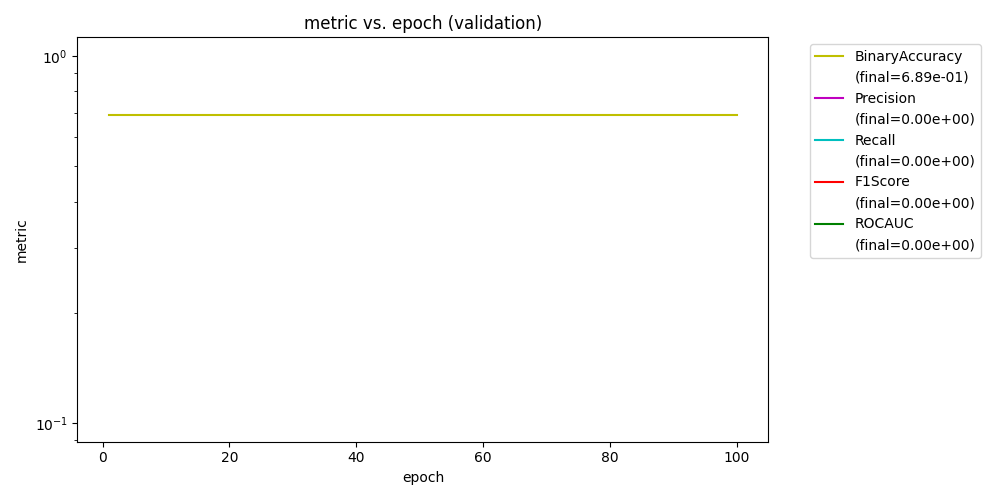 metric vs. epoch (validation)
10^0
10^-1
metric
0 20 40 60 80 100
epoch
BinaryAccuracy
(final=6.89e-01)
Precision
(final=0.00e+00)
Recall
(final=0.00e+00)
F1Score
(final=0.00e+00)
ROCAUC
(final=0.00e+00)